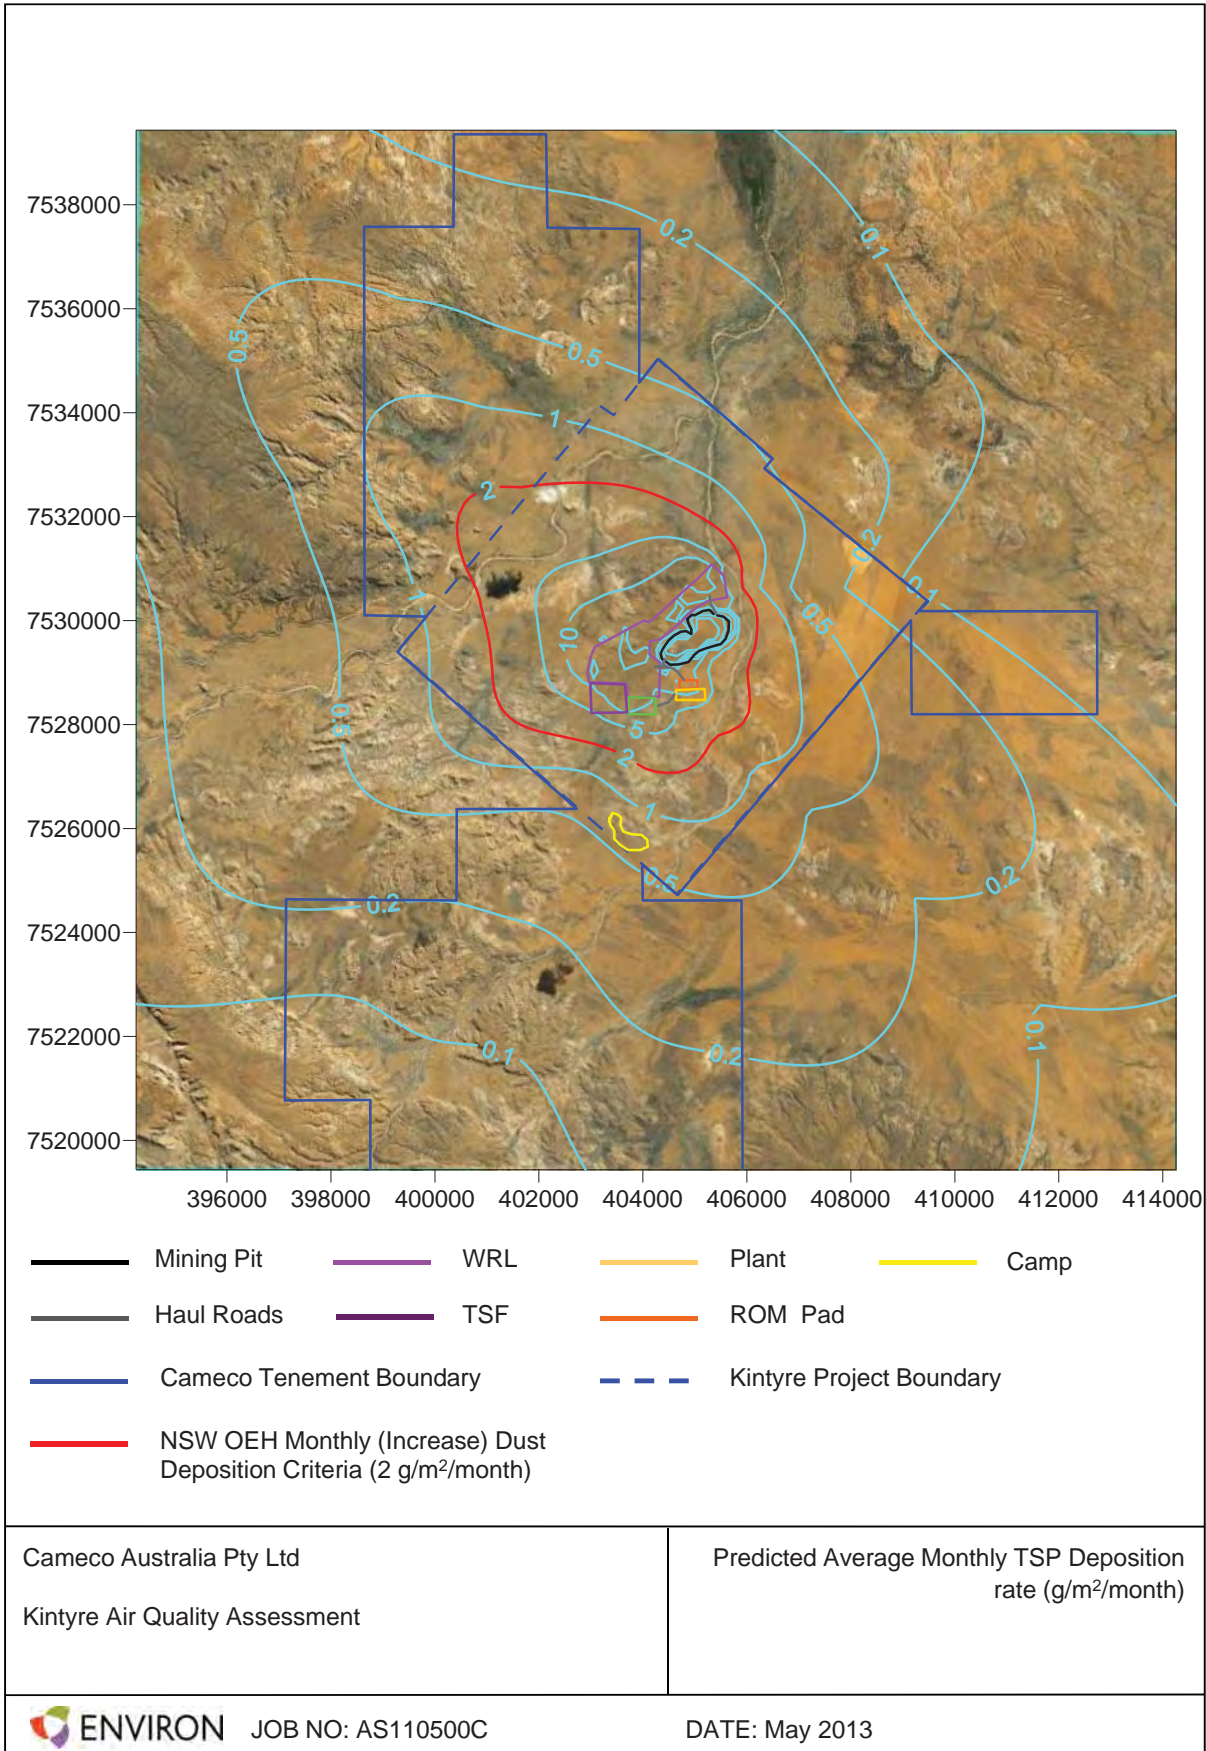 7538000
7536000
7534000
7532000
7530000
7528000
7526000
7524000
7522000
7520000
396000 398000 400000 402000 404000 406000 408000 410000 412000 414000
0.2
0.1
0.5
0.5
1
2
0.2
0.1
1
10
0.5
0.5
5
2
1
0.5
0.2
0.2
0.1
0.2
0.1
Mining Pit WRL Plant Camp
Haul Roads TSF ROM Pad
Cameco Tenement Boundary Kintyre Project Boundary
NSW OEH Monthly (Increase) Dust
Deposition Criteria (2 g/m²/month)
Cameco Australia Pty Ltd
Kintyre Air Quality Assessment
Predicted Average Monthly TSP Deposition
rate (g/m²/month)
ENVIRON JOB NO: AS110500C DATE: May 2013